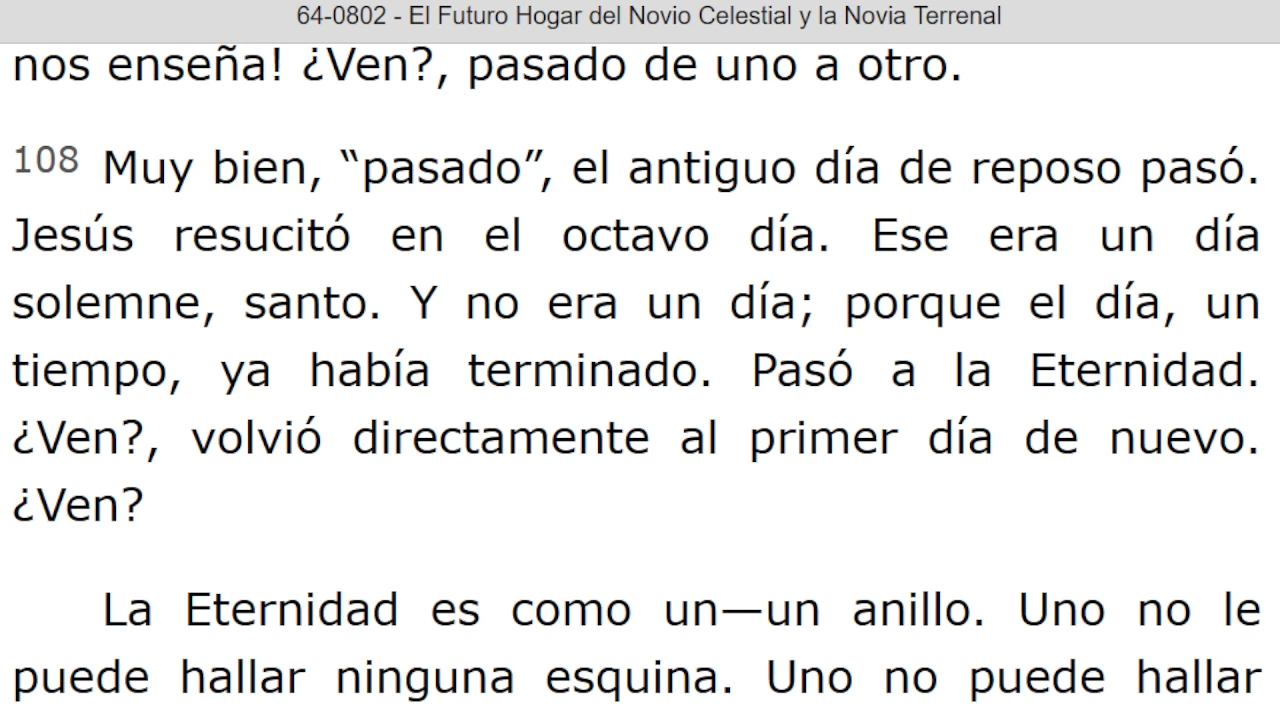 64-0802 - El Futuro Hogar del Novio Celestial y la Novia Terrenal
nos enseña! ¿Ven?, pasado de uno a otro.
108 Muy bien, “pasado”, el antiguo día de reposo pasó.
Jesús resucitó en el octavo día. Ese era un día
solemne, santo. Y no era un día; porque el día, un
tiempo, ya había terminado. Pasó a la Eternidad.
¿Ven?, volvió directamente al primer día de nuevo.
¿Ven?
La Eternidad es como un—un anillo. Uno no le
puede hallar ninguna esquina. Uno no puede hallar